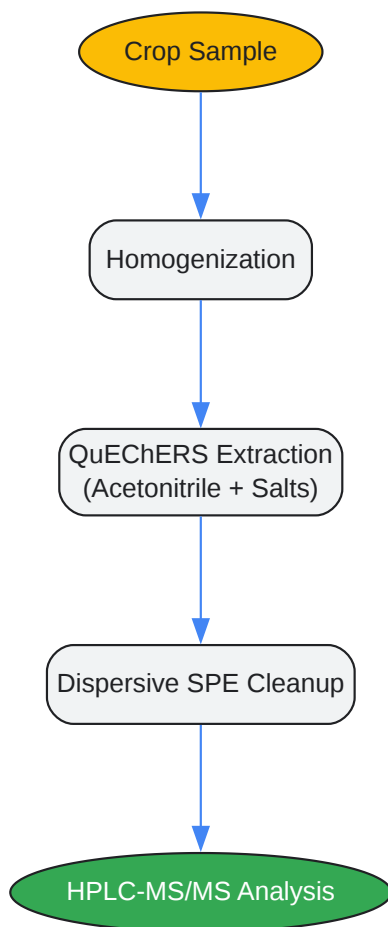 Crop Sample
Homogenization
QuEChERS Extraction
(Acetonitrile + Salts)
Dispersive SPE Cleanup
HPLC-MS/MS Analysis